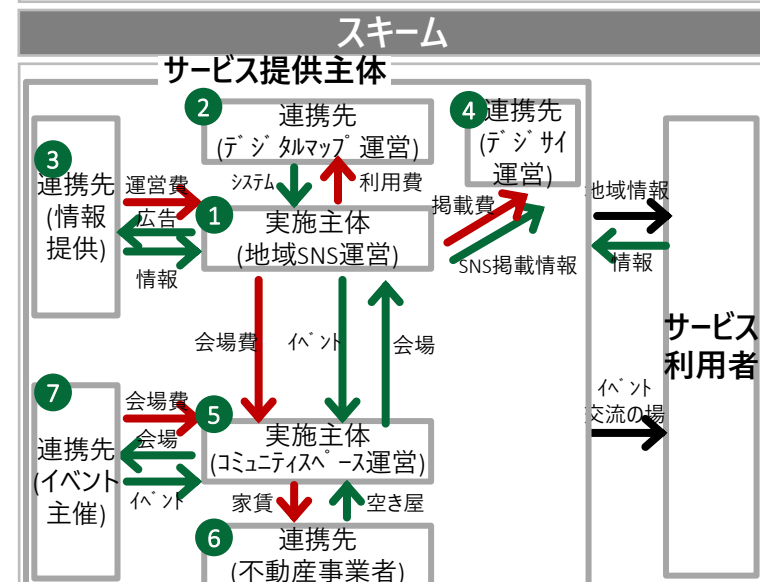 スキーム
サービス提供主体
2
連携先
(デジタルマップ運営)
4
連携先
(デジサイ
運営)
3
連携先
(情報
提供)
運営費
広告
情報
システム
利用費
1
実施主体
(地域SNS運営)
掲載費
SNS掲載情報
地域情報
情報
サービス
利用者
会場費
イベント
会場
イベント
交流の場
7
連携先
(イベント
主催)
会場費
会場
イベント
5
実施主体
(コミュニティスペース運営)
家賃
空き屋
6
連携先
(不動産事業者)